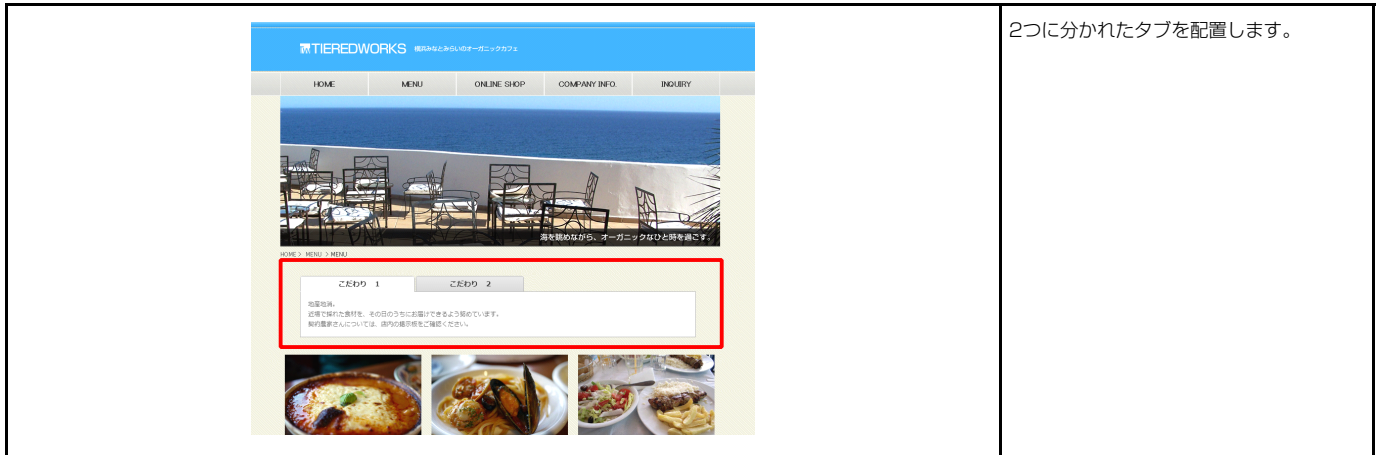 TIEREDWORKS 横浜みなとみらいのオーガニックカフェ
HOME MENU ONLINE SHOP COMPANY INFO. INQUIRY
海を眺めながら、オーガニックなひと時を過ごす。
HOME > MENU > MENU
こだわり 1 こだわり 2
地産地消。
近場で採れた食材を、その日のうちにお届けできるよう努めています。
契約農家さんについては、店内の掲示板をご確認ください。
2つに分かれたタブを配置します。